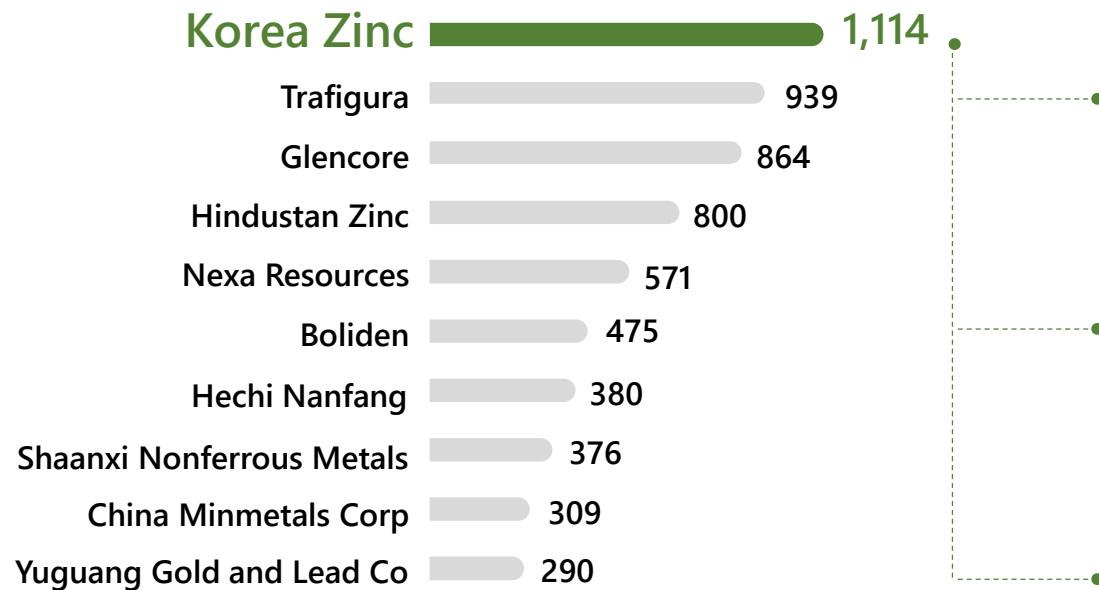 Korea Zinc 1,114
Trafigura 939
Glencore 864
Hindustan Zinc 800
Nexa Resources 571
Boliden 475
Hechi Nanfang 380
Shaanxi Nonferrous Metals 376
China Minmetals Corp 309
Yuguang Gold and Lead Co 290